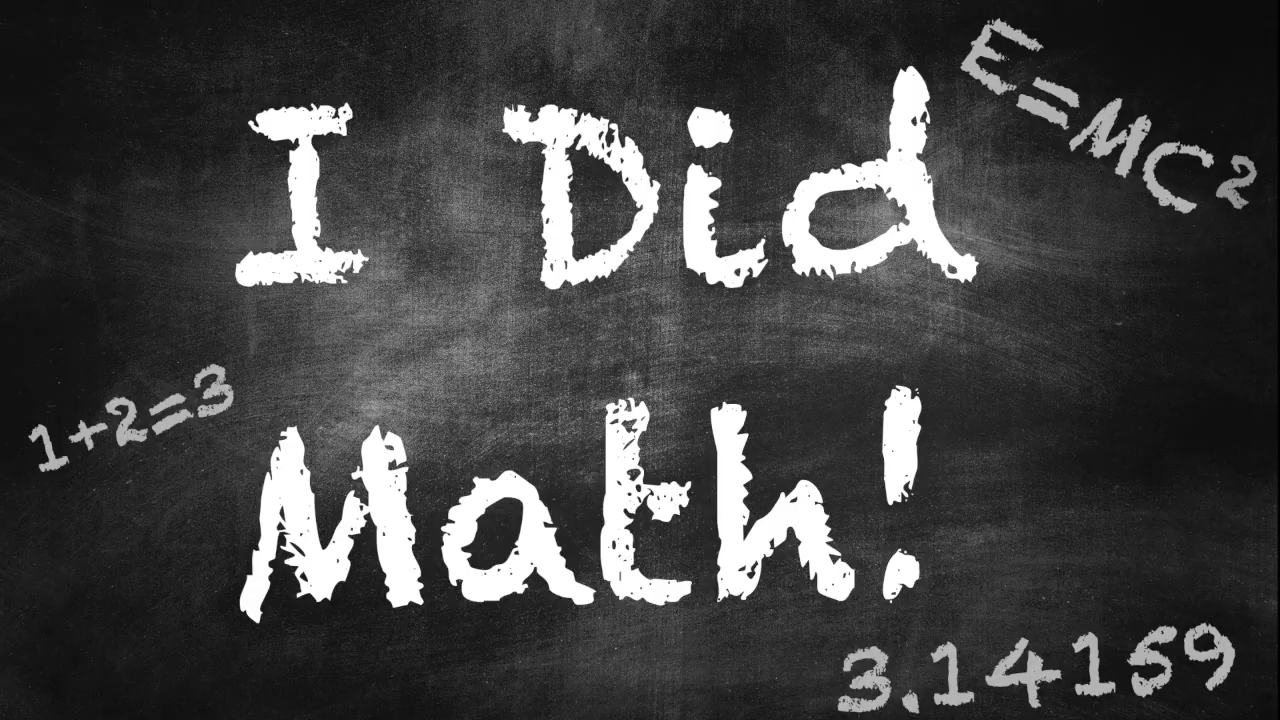 E=MC²
I Did
1+2=3
Math!
3.14159